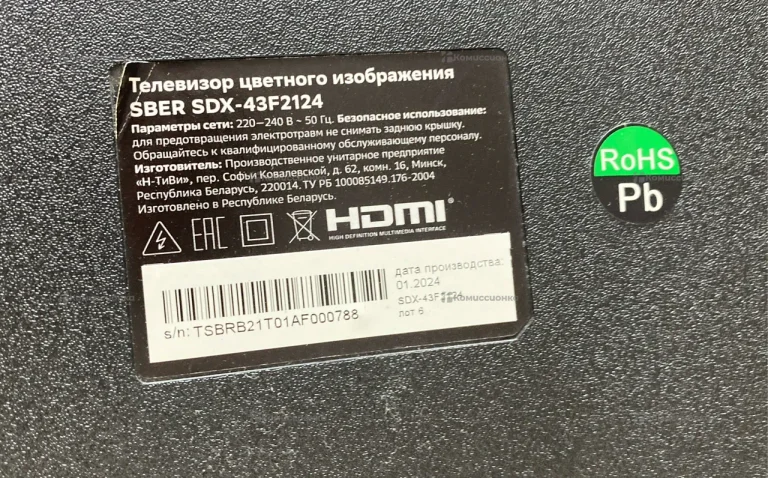 Телевизор цветного изображения
SBER SDX-43F2124
Параметры сети: 220–240 В ~ 50 Гц. Безопасное использование:
для предотвращения электротравм не снимать заднюю крышку.
Обращайтесь к квалифицированному обслуживающему персоналу.
Изготовитель: Производственное унитарное предприятие
«Н-ТиВи», пер. Софьи Ковалевской, д. 62, комн. 16, Минск,
Республика Беларусь, 220014. ТУ РБ 100085149.176-2004
Изготовлено в Республике Беларусь.
EAC
HDMI®
HIGH DEFINITION MULTIMEDIA INTERFACE
дата производства:
01.2024
SDX-43F2124
лот 6
s/n: TSBRB21T01AF000788
RoHS
Pb